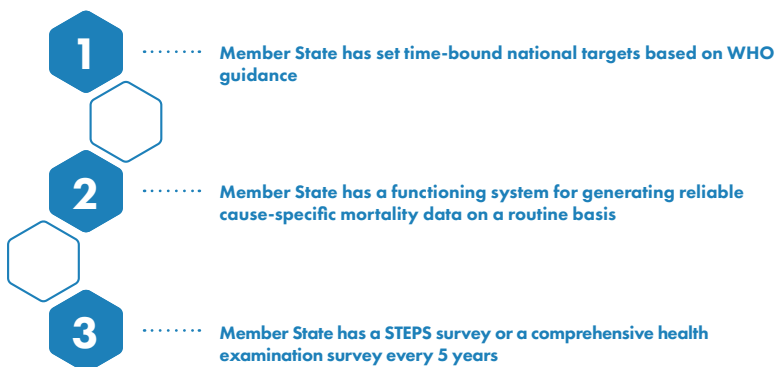 1
Member State has set time-bound national targets based on WHO
guidance
2
Member State has a functioning system for generating reliable
cause-specific mortality data on a routine basis
3
Member State has a STEPS survey or a comprehensive health
examination survey every 5 years